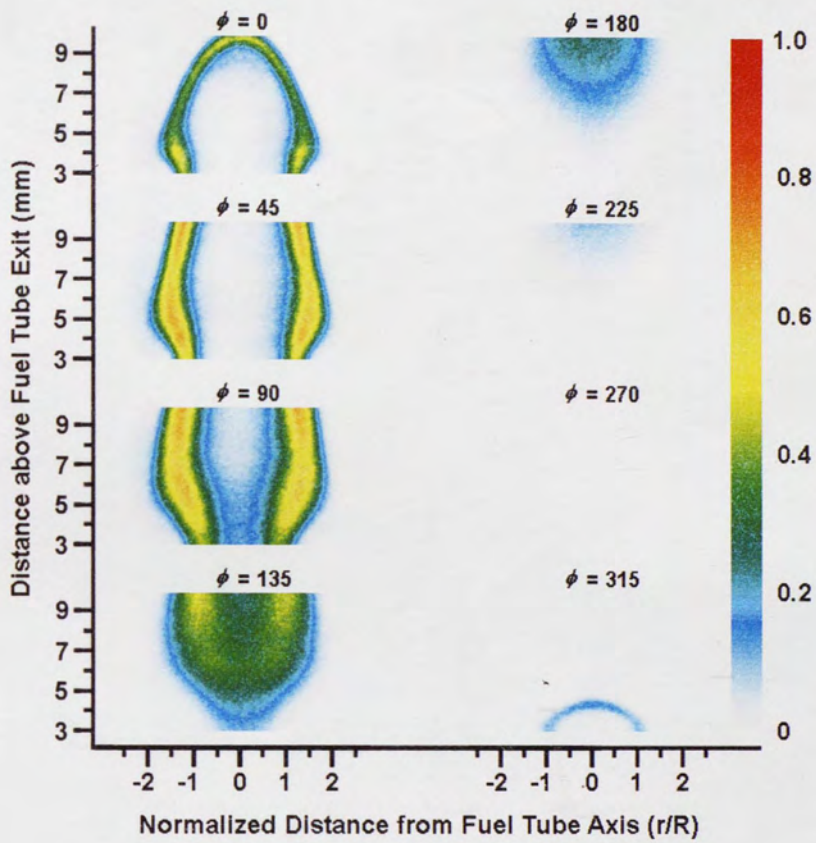 ϕ = 0
ϕ = 180
9
7
5
3
ϕ = 45
ϕ = 225
9
7
5
3
ϕ = 90
ϕ = 270
9
7
5
3
ϕ = 135
ϕ = 315
9
7
5
3
Distance above Fuel Tube Exit (mm)
-2 -1 0 1 2
-2 -1 0 1 2
Normalized Distance from Fuel Tube Axis (r/R)
1.0
0.8
0.6
0.4
0.2
0